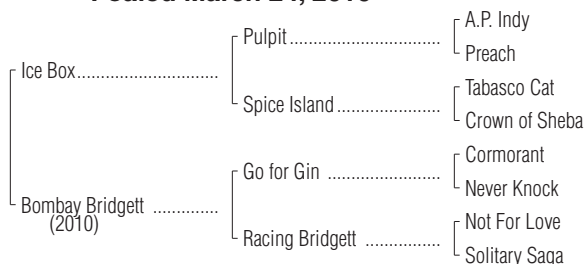 Pulpit
A.P. Indy
Preach
Ice Box
Spice Island
Tabasco Cat
Crown of Sheba
Go for Gin
Cormorant
Never Knock
Bombay Bridgett
(2010)
Racing Bridgett
Not For Love
Solitary Saga